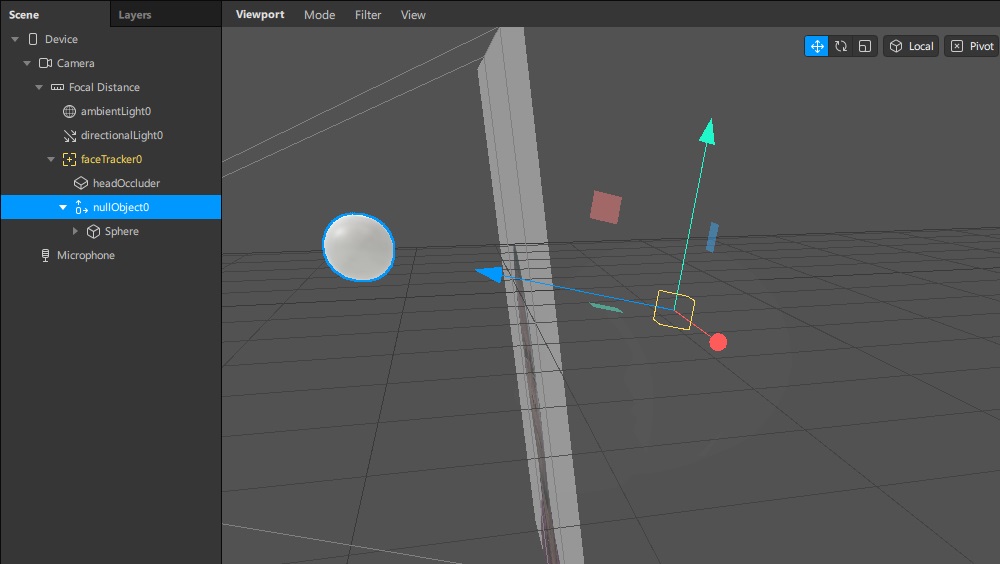 Scene Layers Viewport Mode Filter View
Device
Local Pivot
Camera
Focal Distance
ambientLight0
directionalLight0
faceTracker0
headOccluder
nullObject0
Sphere
Microphone